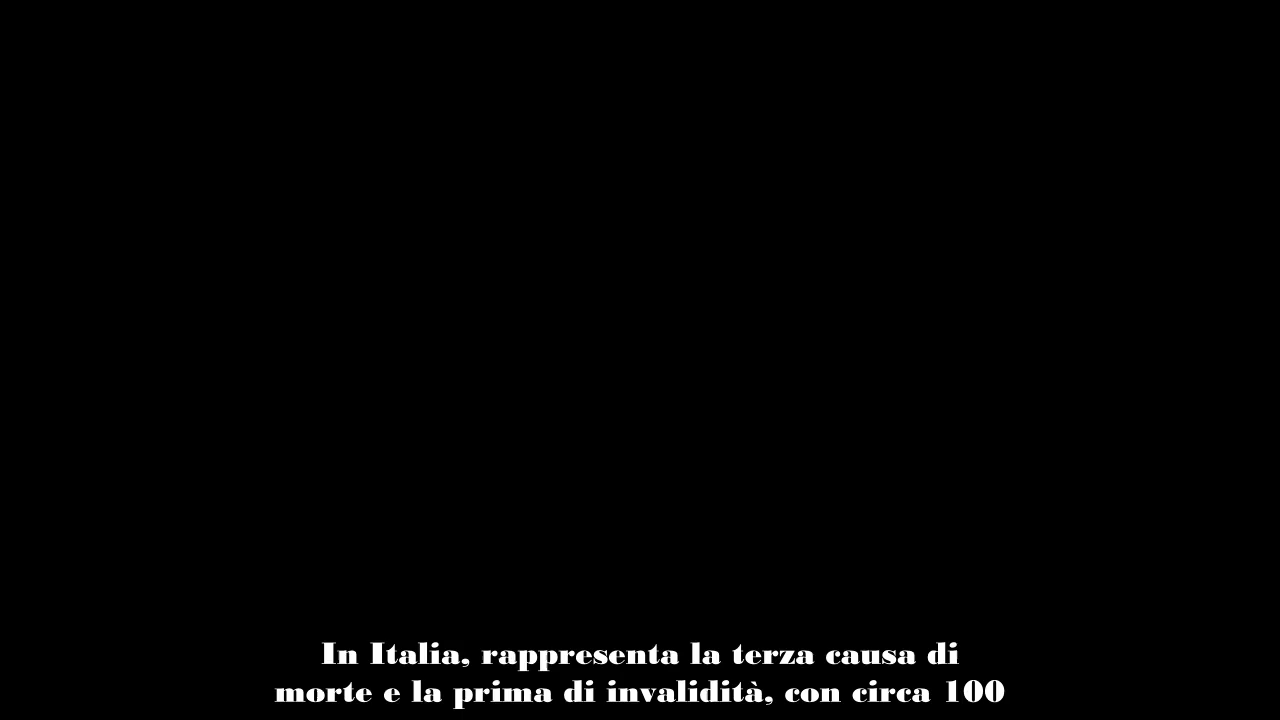 In Italia, rappresenta la terza causa di
morte e la prima di invalidità, con circa 100